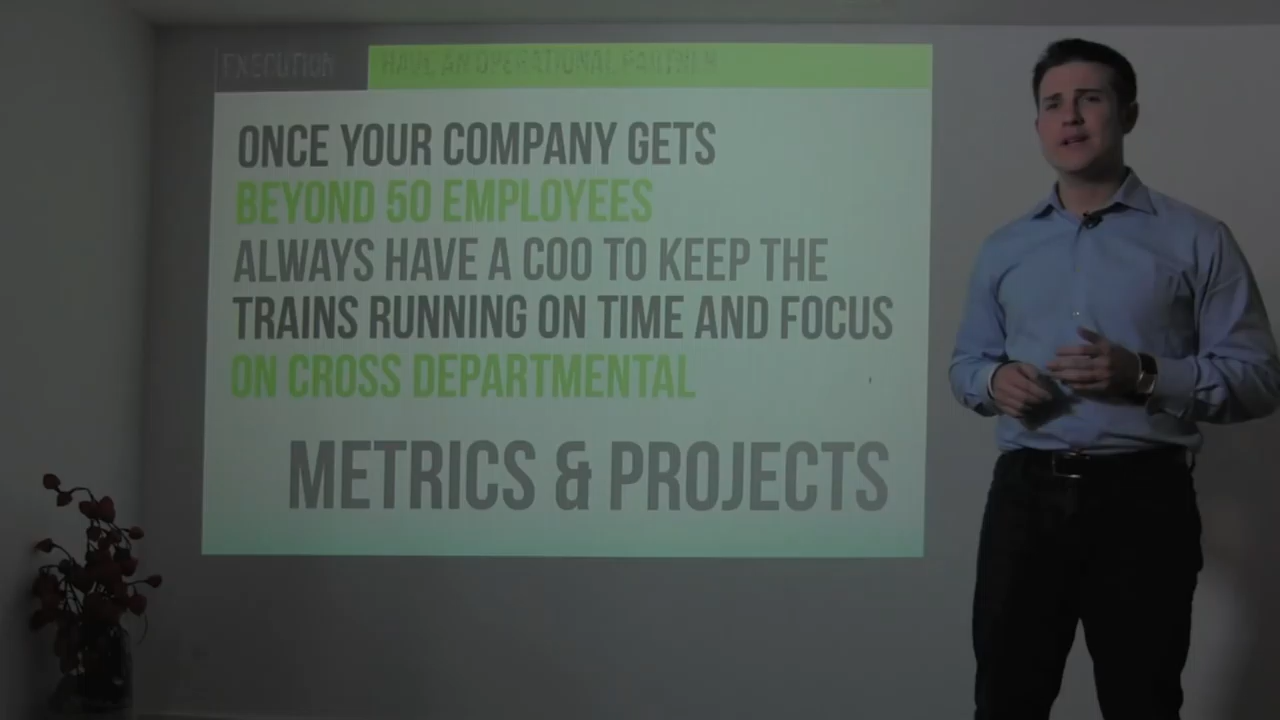 EXECUTION
HAVE AN OPERATIONAL PARTNER
ONCE YOUR COMPANY GETS
BEYOND 50 EMPLOYEES
ALWAYS HAVE A COO TO KEEP THE
TRAINS RUNNING ON TIME AND FOCUS
ON CROSS DEPARTMENTAL
METRICS & PROJECTS